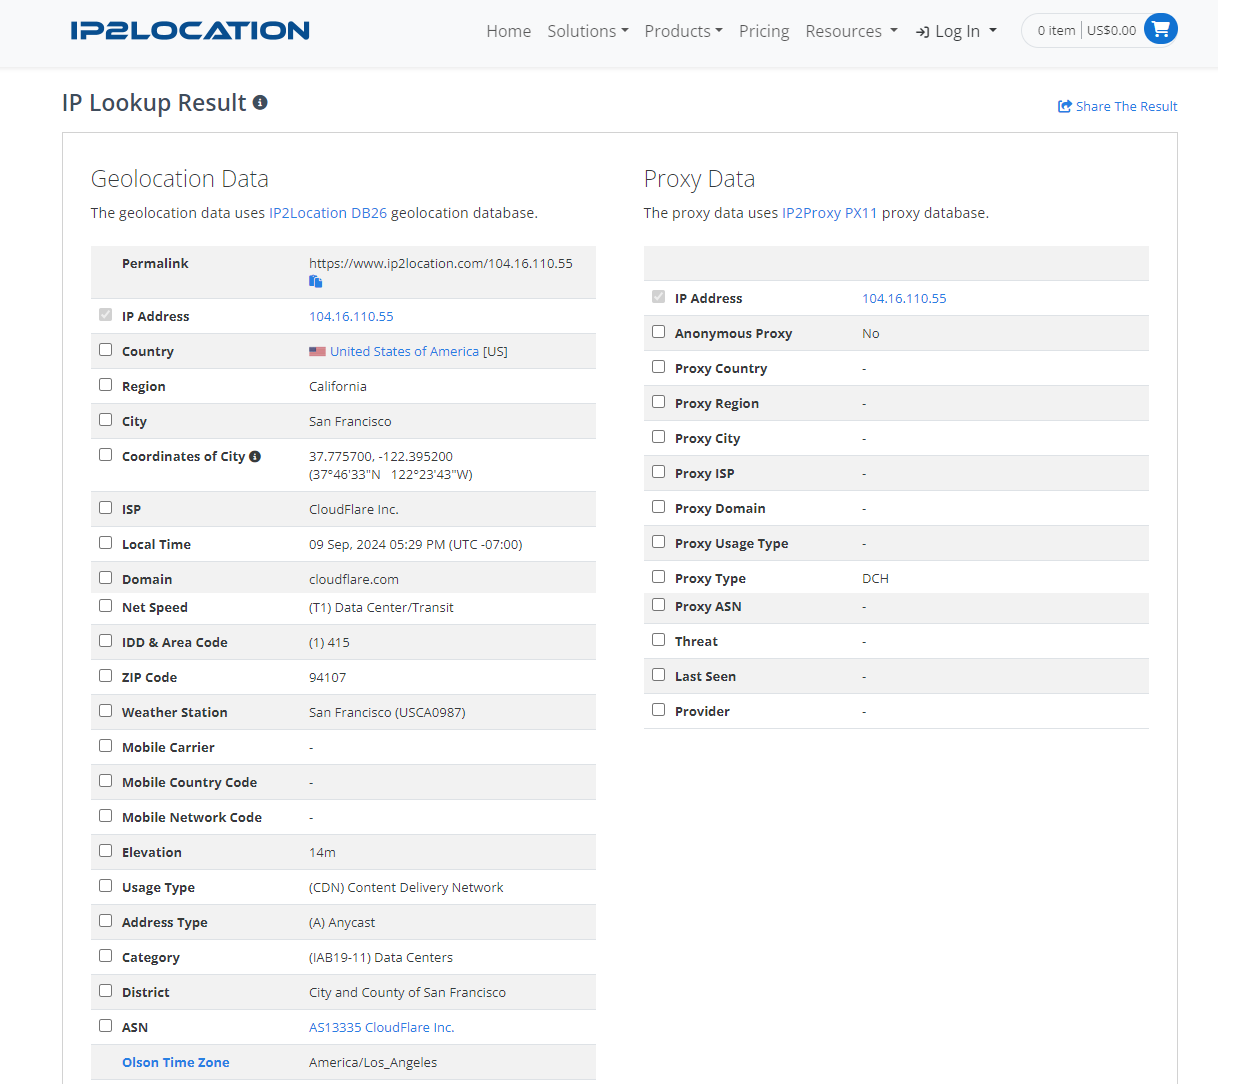 IP2LOCATION
Home Solutions Products Pricing Resources Log In 0 item US$0.00
IP Lookup Result
Share The Result
Geolocation Data
The geolocation data uses IP2Location DB26 geolocation database.
Permalink https://www.ip2location.com/104.16.110.55
IP Address 104.16.110.55
Country United States of America [US]
Region California
City San Francisco
Coordinates of City 37.775700, -122.395200
(37°46'33"N 122°23'43"W)
ISP CloudFlare Inc.
Local Time 09 Sep, 2024 05:29 PM (UTC -07:00)
Domain cloudflare.com
Net Speed (T1) Data Center/Transit
IDD & Area Code (1) 415
ZIP Code 94107
Weather Station San Francisco (USCA0987)
Mobile Carrier -
Mobile Country Code -
Mobile Network Code -
Elevation 14m
Usage Type (CDN) Content Delivery Network
Address Type (A) Anycast
Category (IAB19-11) Data Centers
District City and County of San Francisco
ASN AS13335 CloudFlare Inc.
Olson Time Zone America/Los_Angeles
Proxy Data
The proxy data uses IP2Proxy PX11 proxy database.
IP Address 104.16.110.55
Anonymous Proxy No
Proxy Country -
Proxy Region -
Proxy City -
Proxy ISP -
Proxy Domain -
Proxy Usage Type -
Proxy Type DCH
Proxy ASN -
Threat -
Last Seen -
Provider -